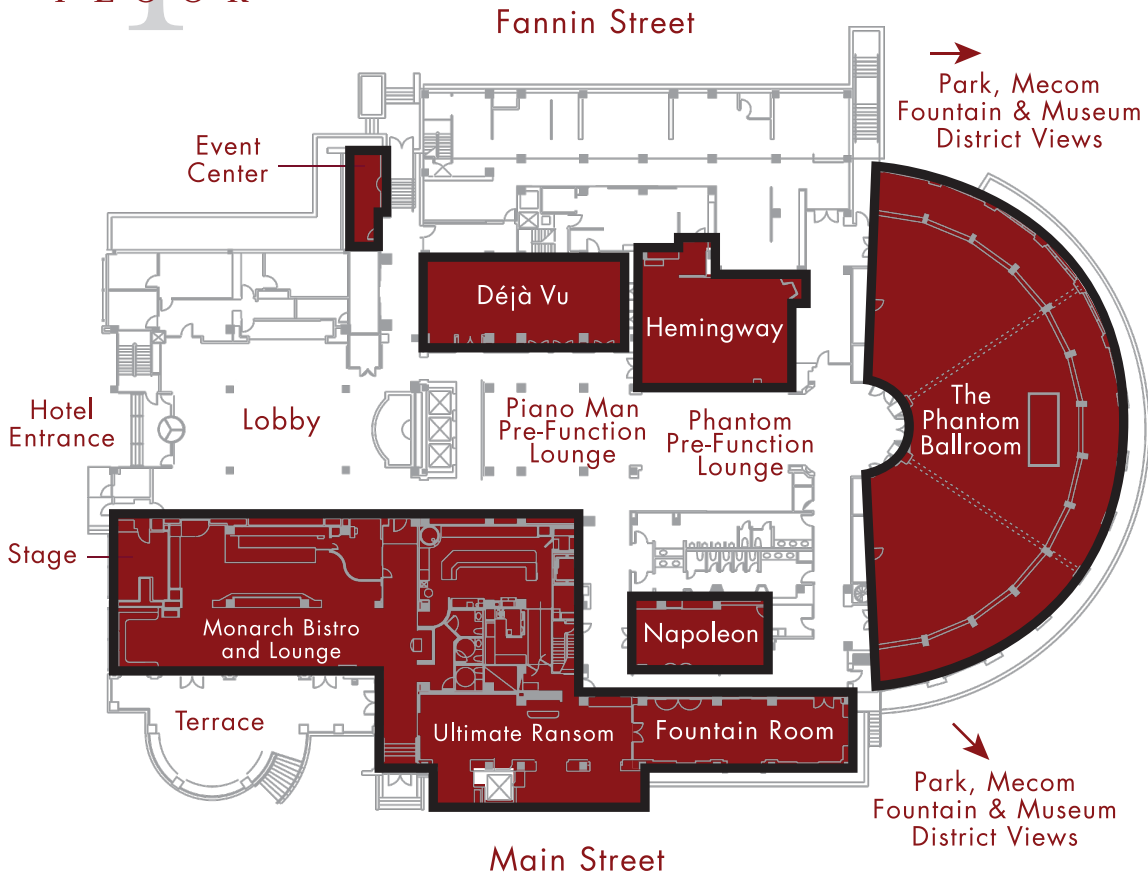 Fannin Street
Park, Mecom
Fountain & Museum
District Views
Event
Center
Déjà Vu
Hemingway
Hotel
Entrance
Lobby
Piano Man
Pre-Function
Lounge
Phantom
Pre-Function
Lounge
The
Phantom
Ballroom
Stage
Monarch Bistro
and Lounge
Napoleon
Terrace
Ultimate Ransom
Fountain Room
Park, Mecom
Fountain & Museum
District Views
Main Street